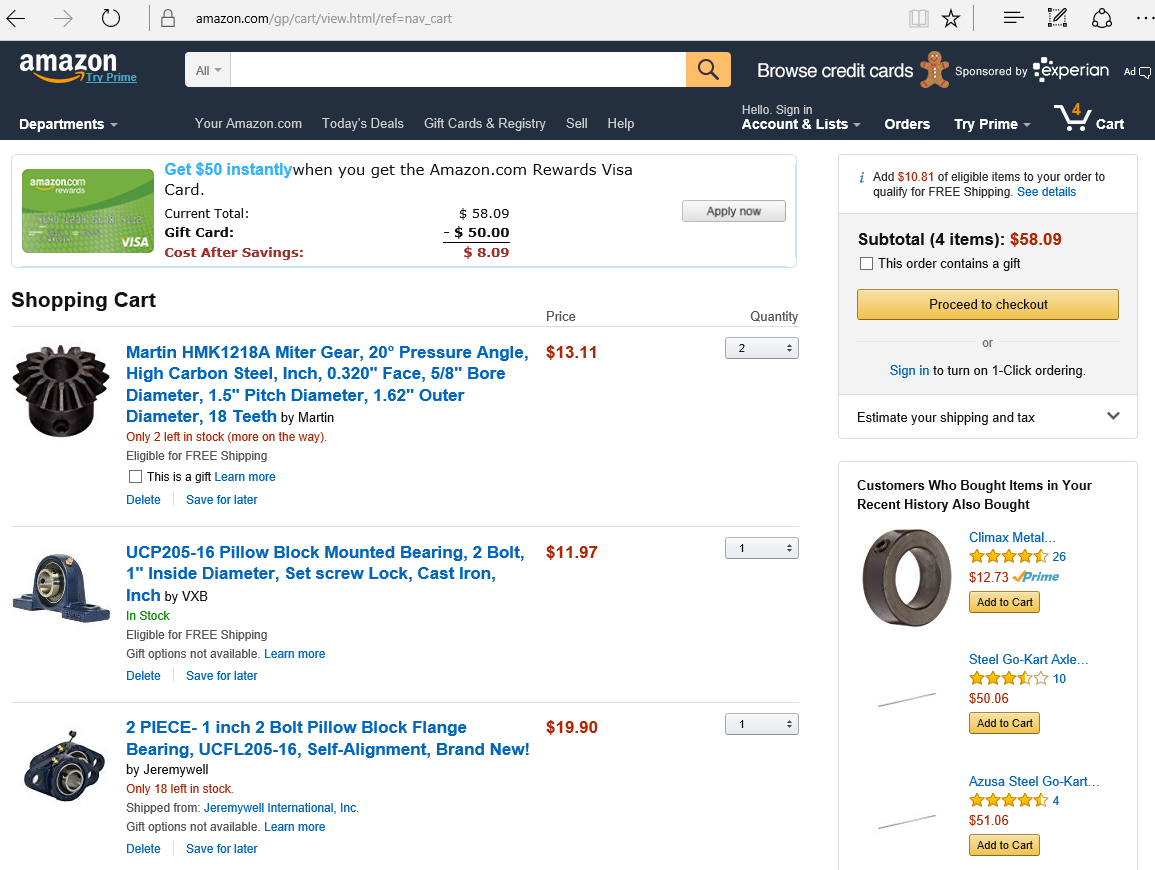 amazon.com/gp/cart/view.html/ref=nav_cart
amazon
Try Prime
All
Browse credit cards
Sponsored by experian
Ad
Departments
Your Amazon.com
Today's Deals
Gift Cards & Registry
Sell
Help
Hello. Sign in
Account & Lists
Orders
Try Prime
4
Cart
amazon.com
rewards
VISA
Get $50 instantlywhen you get the Amazon.com Rewards Visa
Card.
Current Total: $ 58.09
Gift Card: - $ 50.00
Cost After Savings: $ 8.09
Apply now
Shopping Cart
Price
Quantity
Martin HMK1218A Miter Gear, 20° Pressure Angle,
High Carbon Steel, Inch, 0.320" Face, 5/8" Bore
Diameter, 1.5" Pitch Diameter, 1.62" Outer
Diameter, 18 Teeth by Martin
Only 2 left in stock (more on the way).
Eligible for FREE Shipping
This is a gift Learn more
Delete
Save for later
$13.11
2
UCP205-16 Pillow Block Mounted Bearing, 2 Bolt,
1" Inside Diameter, Set screw Lock, Cast Iron,
Inch by VXB
In Stock
Eligible for FREE Shipping
Gift options not available. Learn more
Delete
Save for later
$11.97
1
2 PIECE- 1 inch 2 Bolt Pillow Block Flange
Bearing, UCFL205-16, Self-Alignment, Brand New!
by Jeremywell
Only 18 left in stock.
Shipped from: Jeremywell International, Inc.
Gift options not available. Learn more
Delete
Save for later
$19.90
1
i Add $10.81 of eligible items to your order to
qualify for FREE Shipping. See details
Subtotal (4 items): $58.09
This order contains a gift
Proceed to checkout
or
Sign in to turn on 1-Click ordering.
Estimate your shipping and tax
Customers Who Bought Items in Your
Recent History Also Bought
Climax Metal...
26
$12.73 Prime
Add to Cart
Steel Go-Kart Axle...
10
$50.06
Add to Cart
Azusa Steel Go-Kart...
4
$51.06
Add to Cart